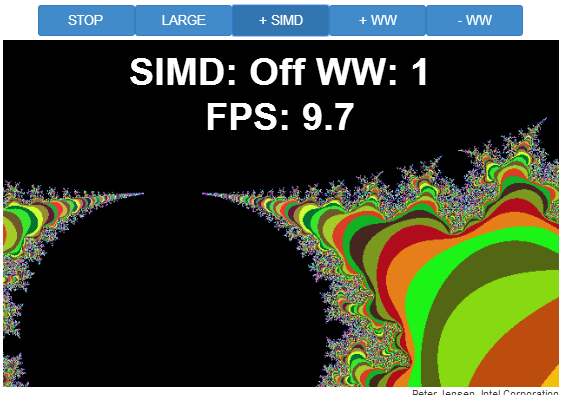 STOP LARGE + SIMD + WW - WW
SIMD: Off WW: 1
FPS: 9.7
Peter Jensen, Intel Corporation